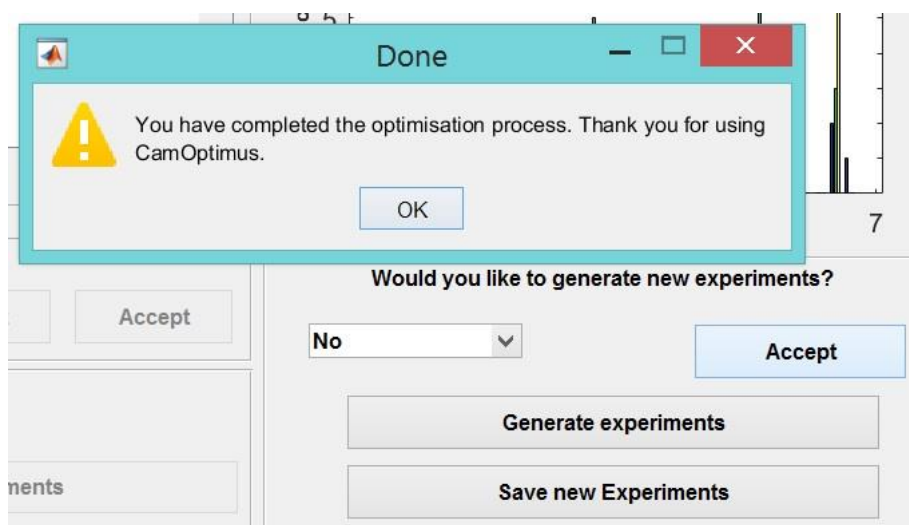 Done
You have completed the optimisation process. Thank you for using
CamOptimus.
OK
7
Would you like to generate new experiments?
Accept
No
Accept
Generate experiments
Save new Experiments